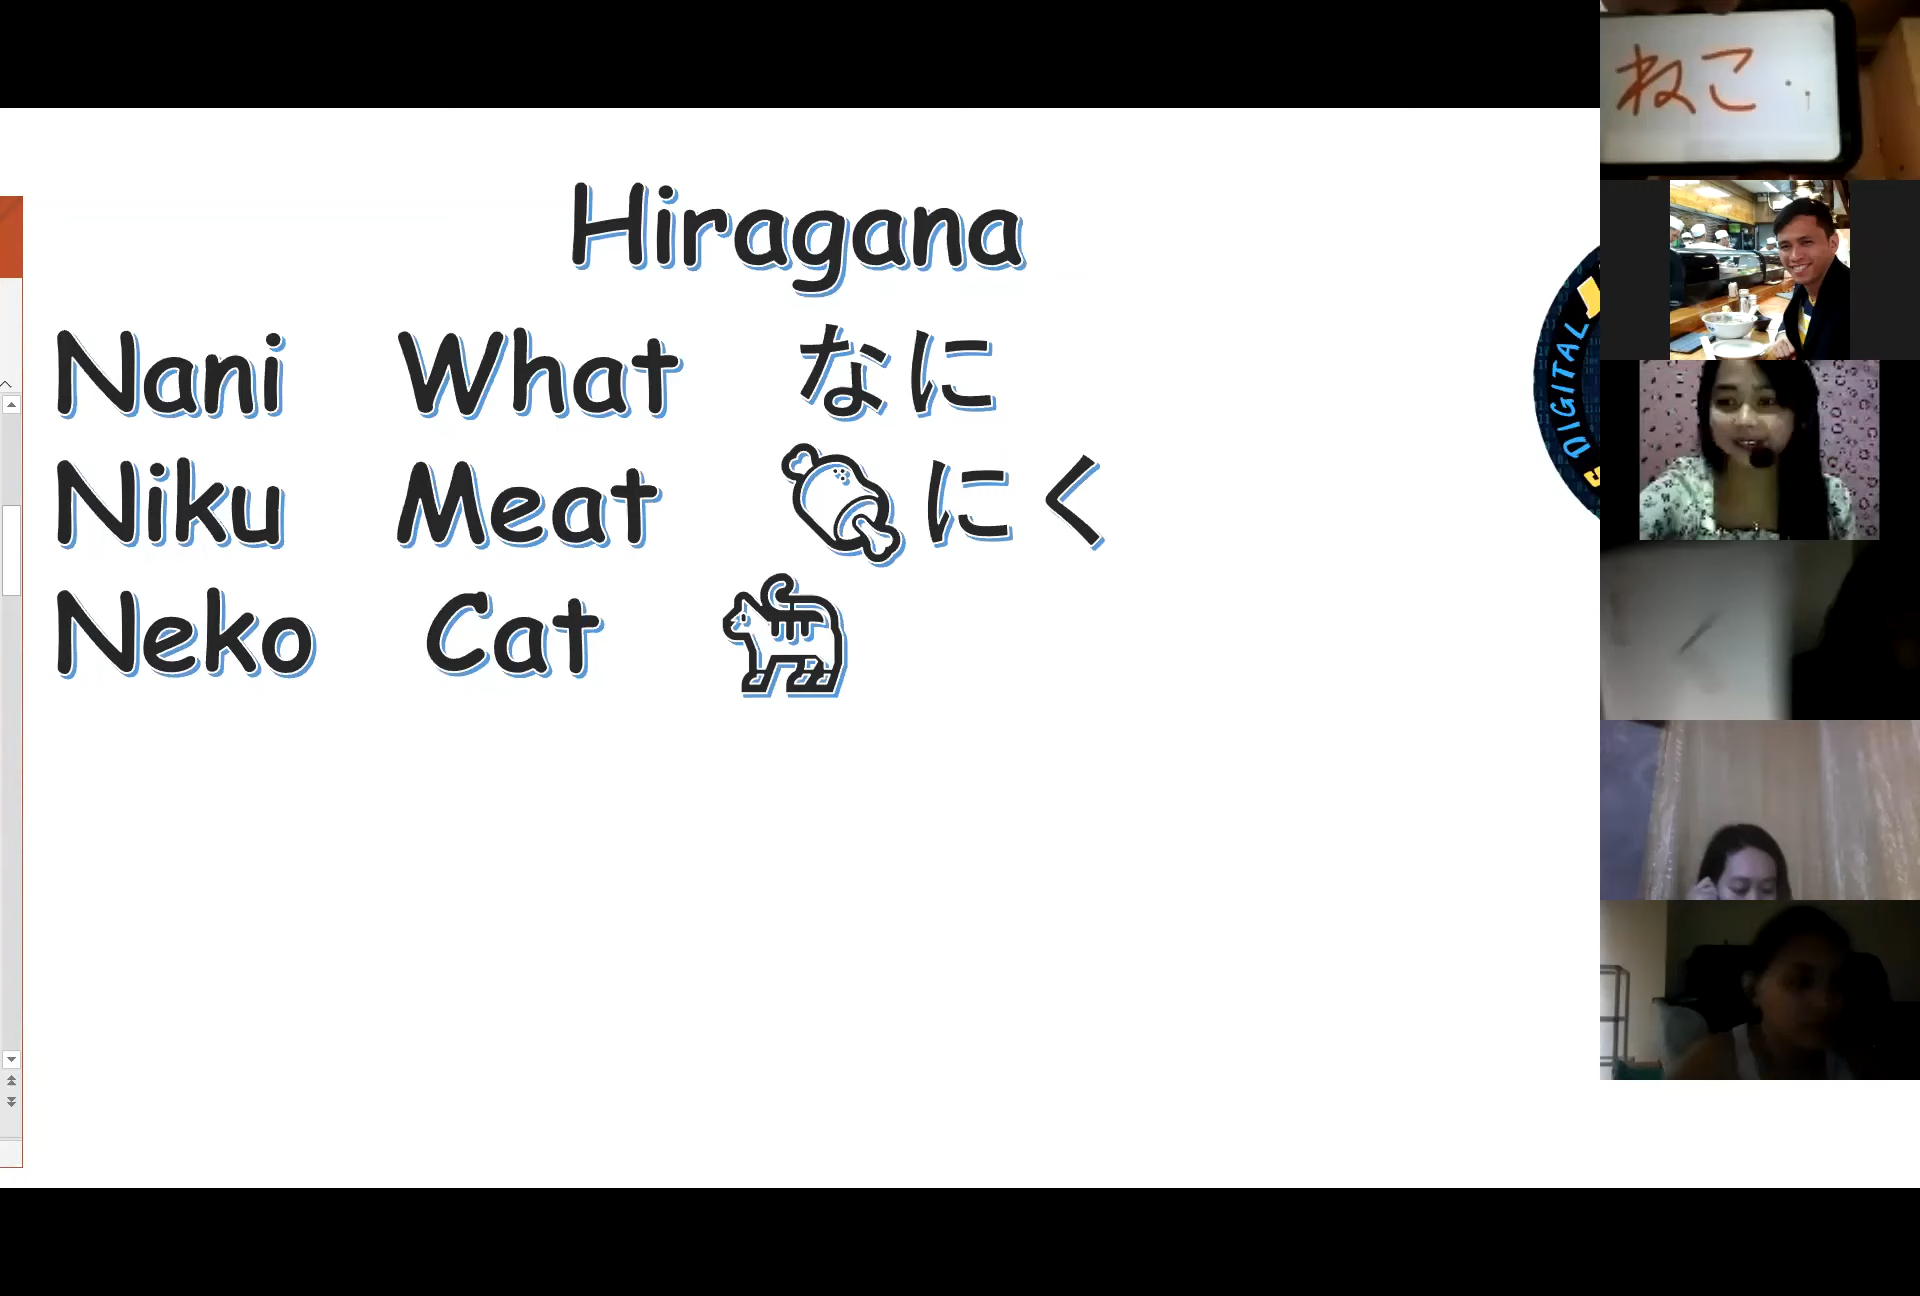 Hiragana
Nani What なに
Niku Meat にく
Neko Cat
DIGITAL
ねこ